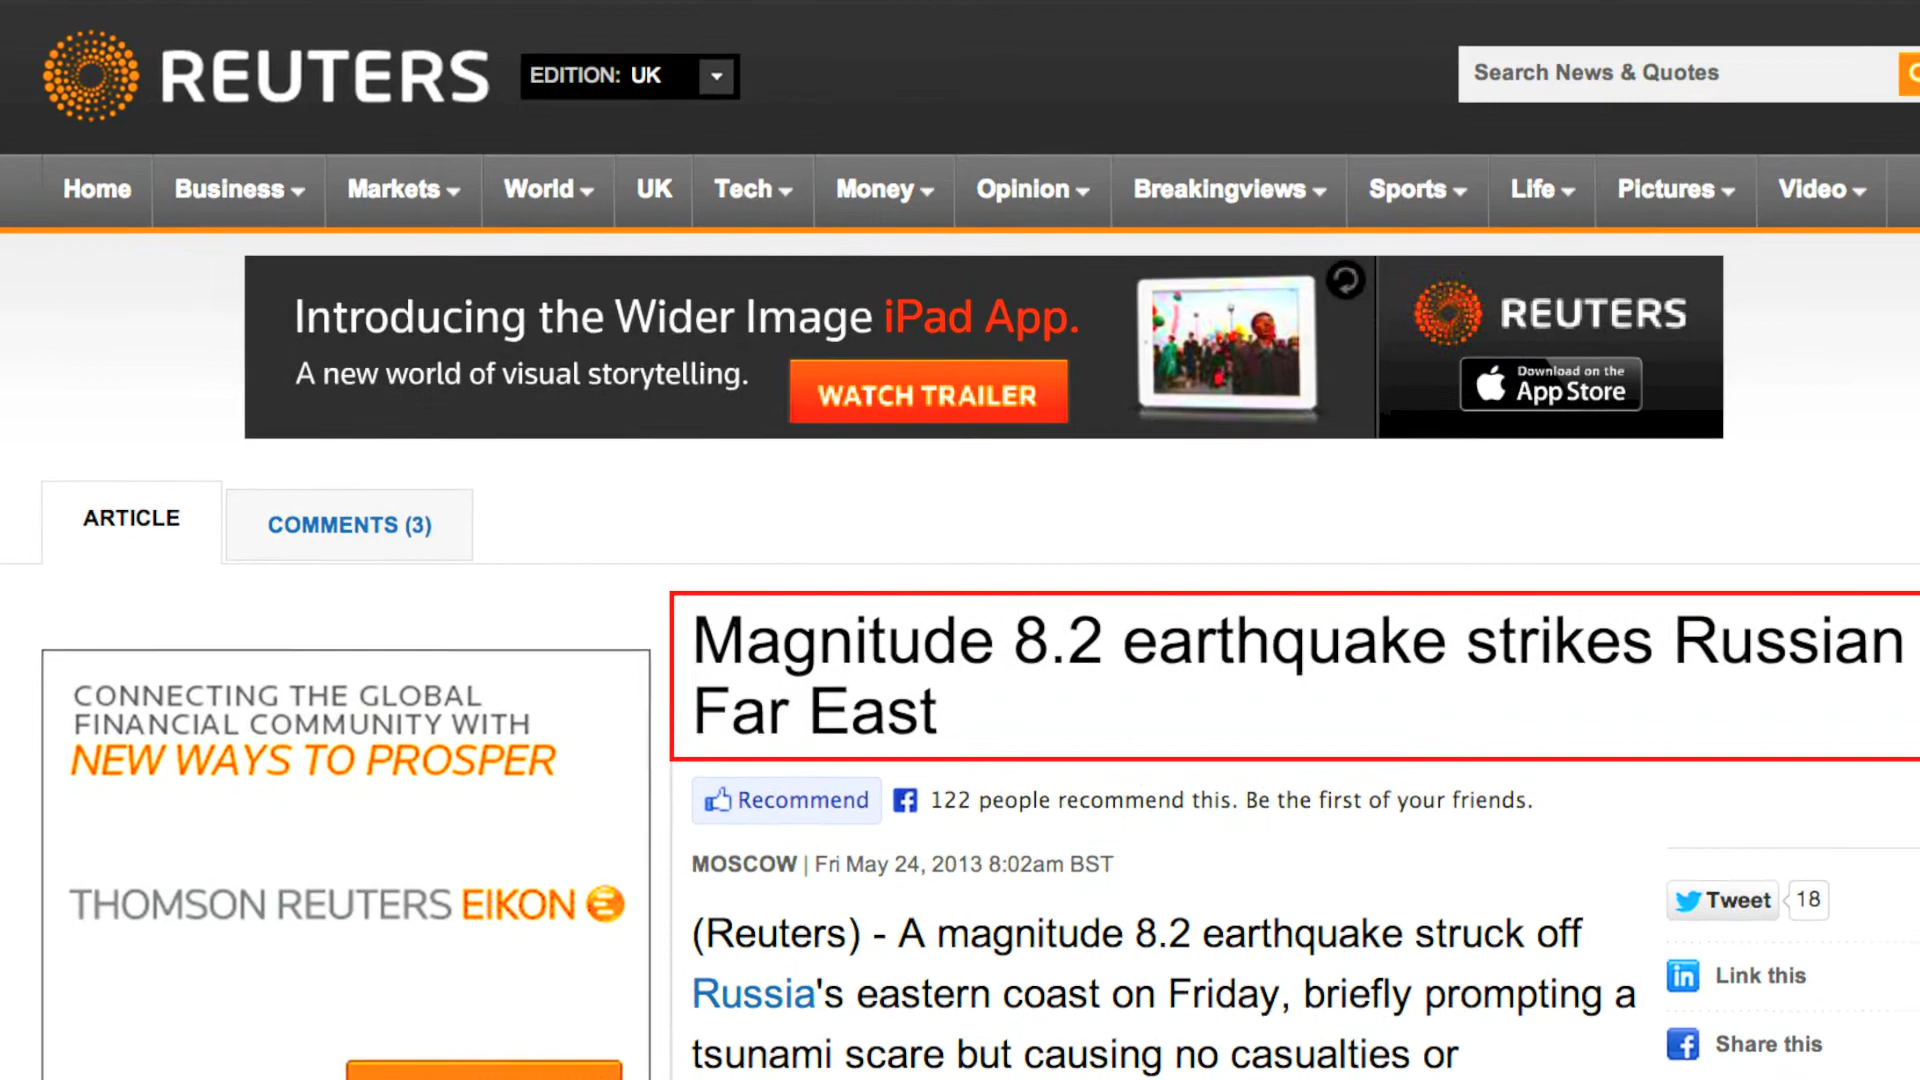 REUTERS EDITION: UK Search News & Quotes
Home Business Markets World UK Tech Money Opinion Breakingviews Sports Life Pictures Video
Introducing the Wider Image iPad App.
A new world of visual storytelling.
WATCH TRAILER
REUTERS
Download on the
App Store
ARTICLE COMMENTS (3)
Magnitude 8.2 earthquake strikes Russian
Far East
CONNECTING THE GLOBAL
FINANCIAL COMMUNITY WITH
NEW WAYS TO PROSPER
THOMSON REUTERS EIKON
Recommend 122 people recommend this. Be the first of your friends.
MOSCOW | Fri May 24, 2013 8:02am BST
(Reuters) - A magnitude 8.2 earthquake struck off
Russia's eastern coast on Friday, briefly prompting a
tsunami scare but causing no casualties or
Tweet 18
Link this
Share this